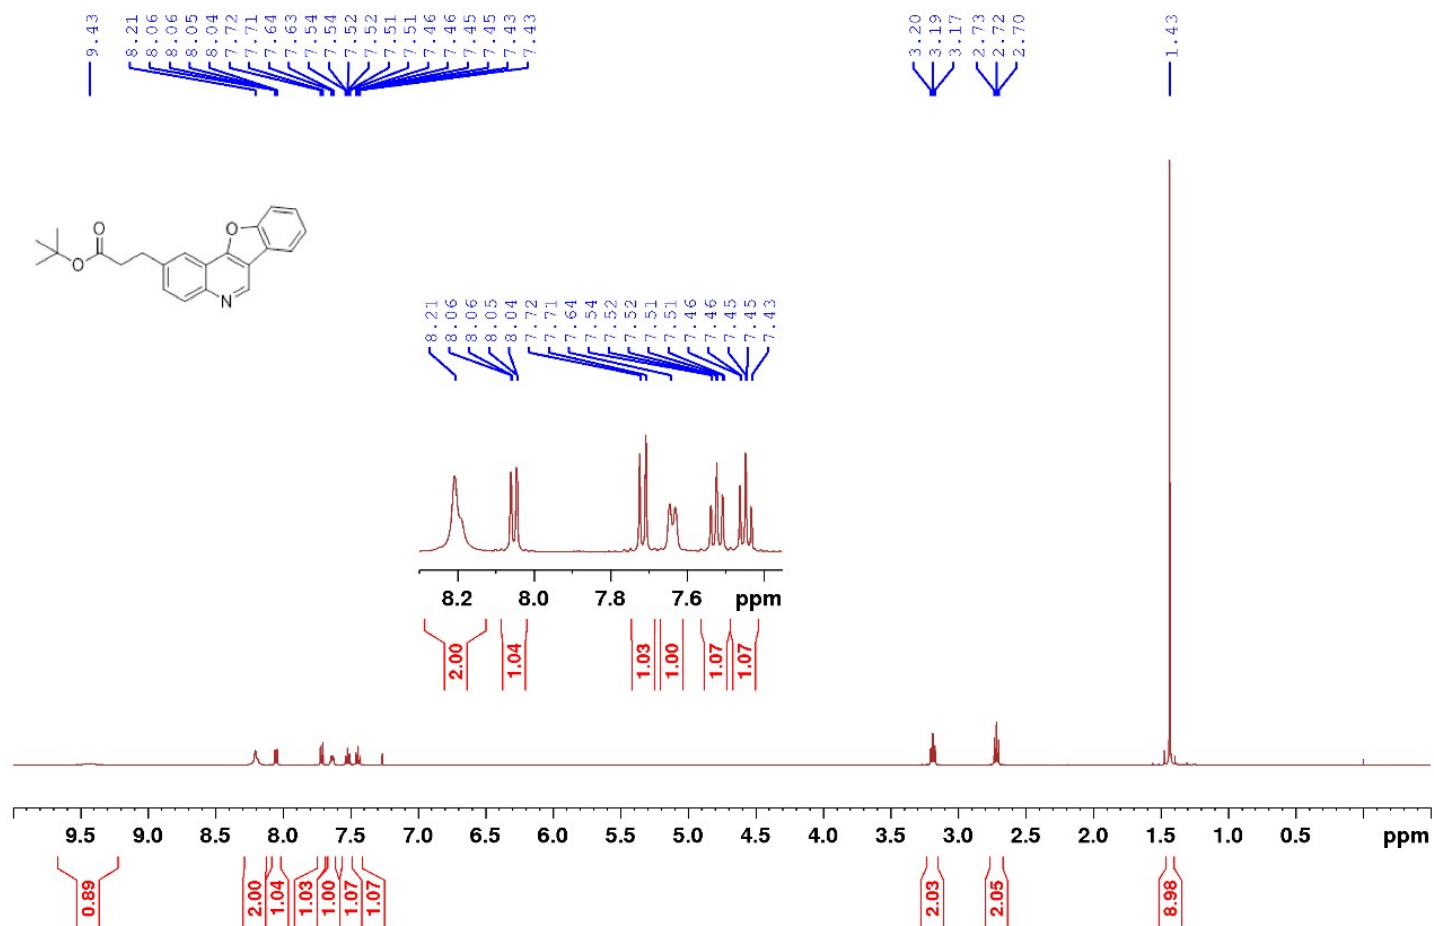 9.43 8.21 8.06 8.06 8.05 8.04 7.72 7.71 7.64 7.63 7.54 7.54 7.52 7.52 7.51 7.51 7.46 7.46 7.45 7.45 7.43 7.43 3.20 3.19 3.17 2.73 2.72 2.70 1.43
O
O
O
N
8.21 8.06 8.06 8.05 8.04 7.72 7.71 7.64 7.54 7.52 7.52 7.51 7.51 7.46 7.46 7.45 7.45 7.43
8.2 8.0 7.8 7.6 ppm
2.00 1.04 1.03 1.00 1.07 1.07
9.5 9.0 8.5 8.0 7.5 7.0 6.5 6.0 5.5 5.0 4.5 4.0 3.5 3.0 2.5 2.0 1.5 1.0 0.5 ppm
0.89 2.00 1.04 1.03 1.00 1.07 1.07 2.03 2.05 8.98